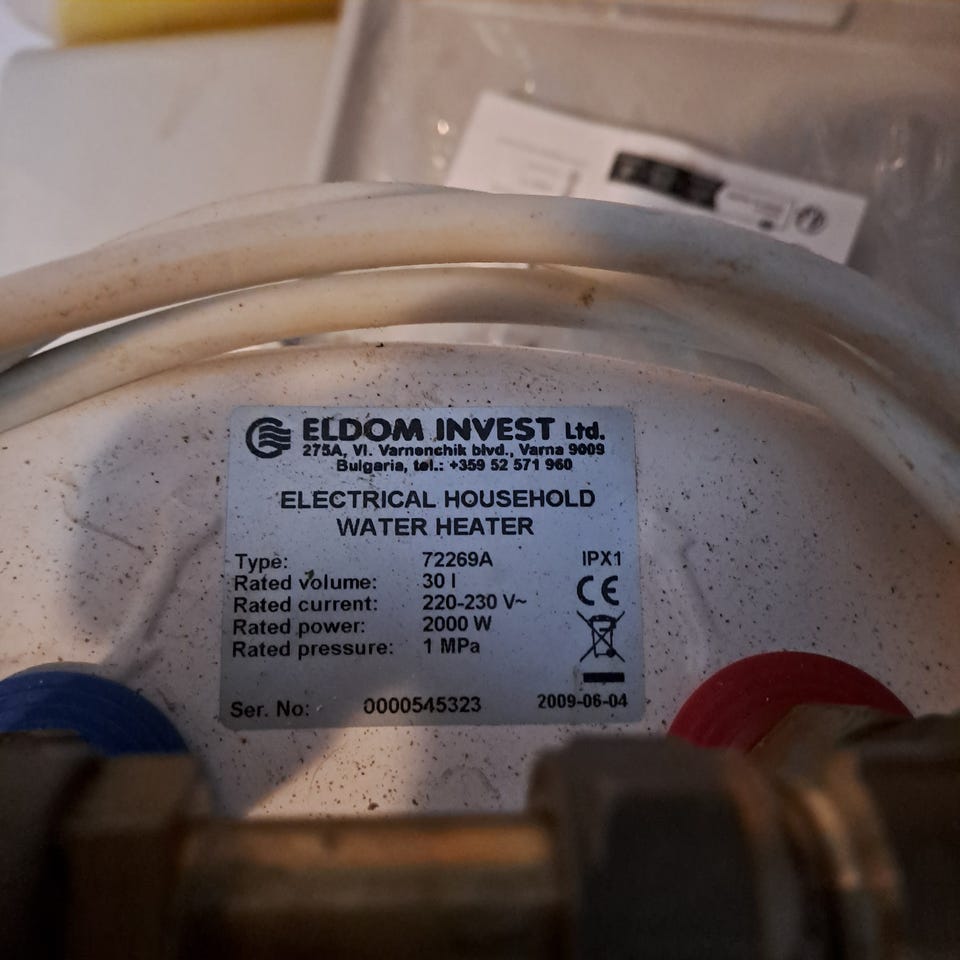 ELDOM INVEST Ltd.
275A, Vl. Varnenchik blvd., Varna 9009
Bulgaria, tel.: +359 52 571 960
ELECTRICAL HOUSEHOLD
WATER HEATER
Type: 72269A IPX1
Rated volume: 30 l
Rated current: 220-230 V~
Rated power: 2000 W
Rated pressure: 1 MPa
CE
Ser. No: 0000545323 2009-06-04